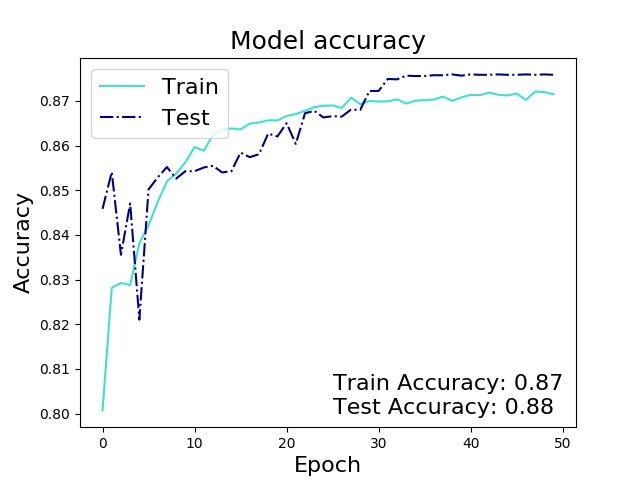 Model accuracy
Train
Test
Accuracy
0.87
0.86
0.85
0.84
0.83
0.82
0.81
0.80
Train Accuracy: 0.87
Test Accuracy: 0.88
0 10 20 30 40 50
Epoch